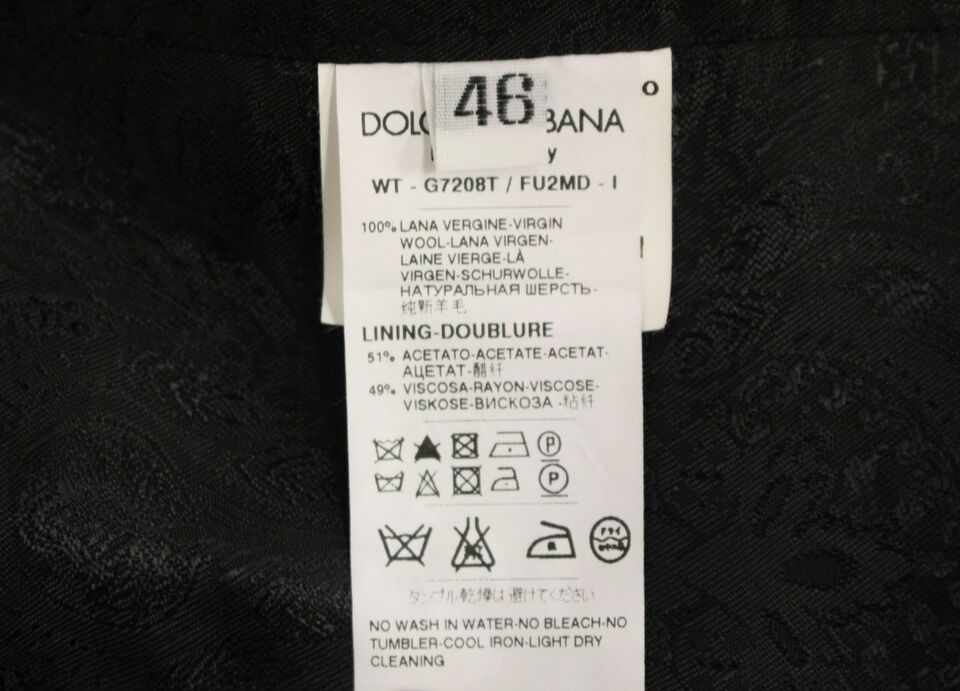 46
DOLC BANA
y
WT - G7208T / FU2MD - I
100% LANA VERGINE-VIRGIN
WOOL-LANA VIRGEN-
LAINE VIERGE-LÀ
VIRGEN-SCHURWOLLE-
НАТУРАЛЬНАЯ ШЕРСТЬ-
纯新羊毛
LINING-DOUBLURE
51% ACETATO-ACETATE-ACETAT-
АЦЕТАТ-醋纤
49% VISCOSA-RAYON-VISCOSE-
VISKOSE-ВИСКОЗА -粘纤
P
P
ドライ
タンブル乾燥は避けてください
NO WASH IN WATER-NO BLEACH-NO
TUMBLER-COOL IRON-LIGHT DRY
CLEANING